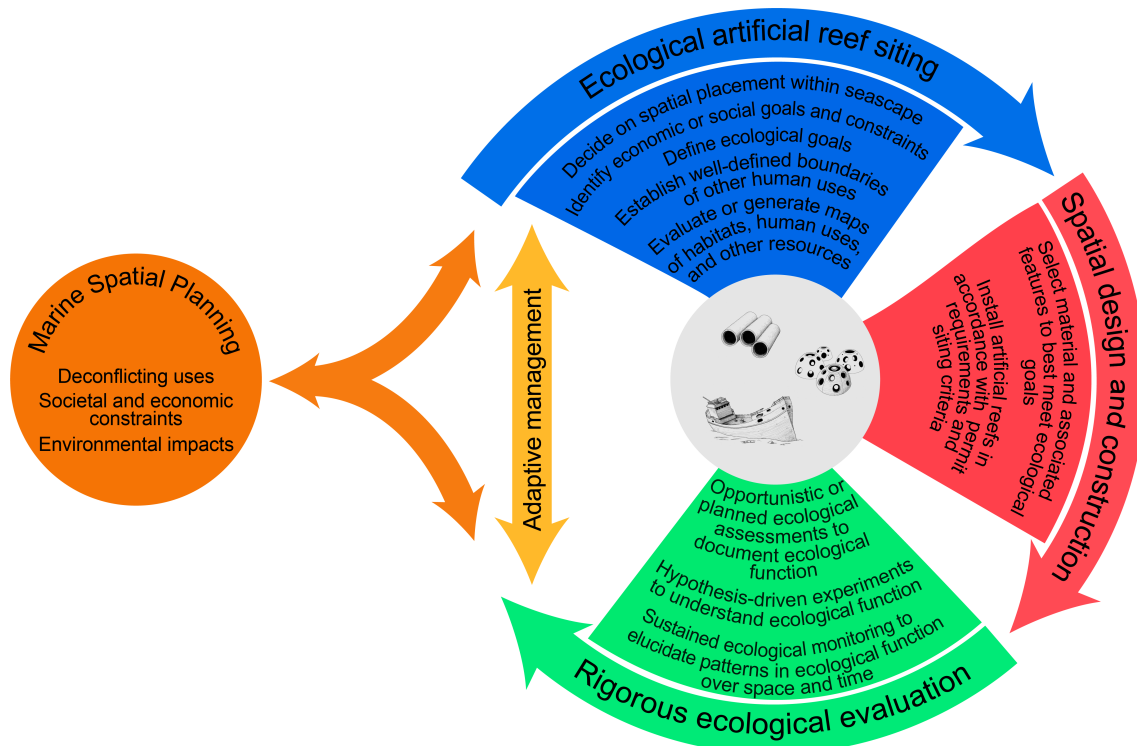 Marine Spatial Planning
Deconflicting uses
Societal and economic
constraints
Environmental impacts
Adaptive management
Ecological artificial reef siting
Decide on spatial placement within seascape
Identify economic or social goals and constraints
Define ecological goals
Establish well-defined boundaries
of other human uses
Evaluate or generate maps
of habitats, human uses,
and other resources
Spatial design and construction
Select material and associated
features to best meet ecological
goals
Install artificial reefs in
accordance with permit
requirements and
siting criteria
Opportunistic or
planned ecological
assessments to
document ecological
function
Hypothesis-driven experiments
to understand ecological function
Sustained ecological monitoring to
elucidate patterns in ecological function
over space and time
Rigorous ecological evaluation